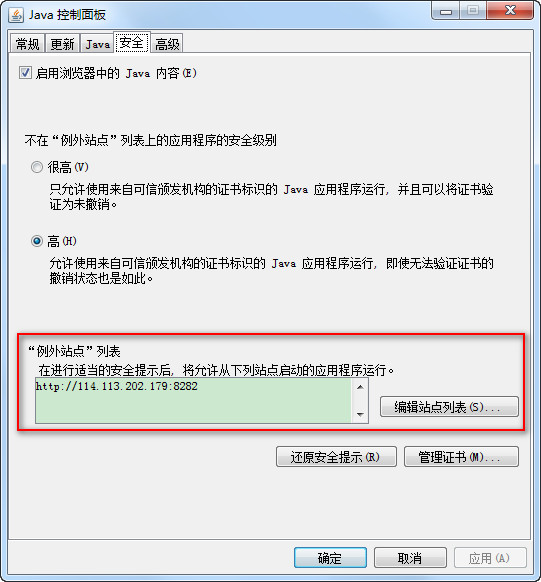 Java 控制面板
常规 更新 Java 安全 高级
启用浏览器中的 Java 内容(E)
不在“例外站点”列表上的应用程序的安全级别
很高(V)
只允许使用来自可信颁发机构的证书标识的 Java 应用程序运行, 并且可以将证书验
证为未撤销。
高(H)
允许使用来自可信颁发机构的证书标识的 Java 应用程序运行, 即使无法验证证书的
撤销状态也是如此。
“例外站点”列表
在进行适当的安全提示后, 将允许从下列站点启动的应用程序运行。
http://114.113.202.179:8282
编辑站点列表(S)...
还原安全提示(R) 管理证书(M)...
确定 取消 应用(A)